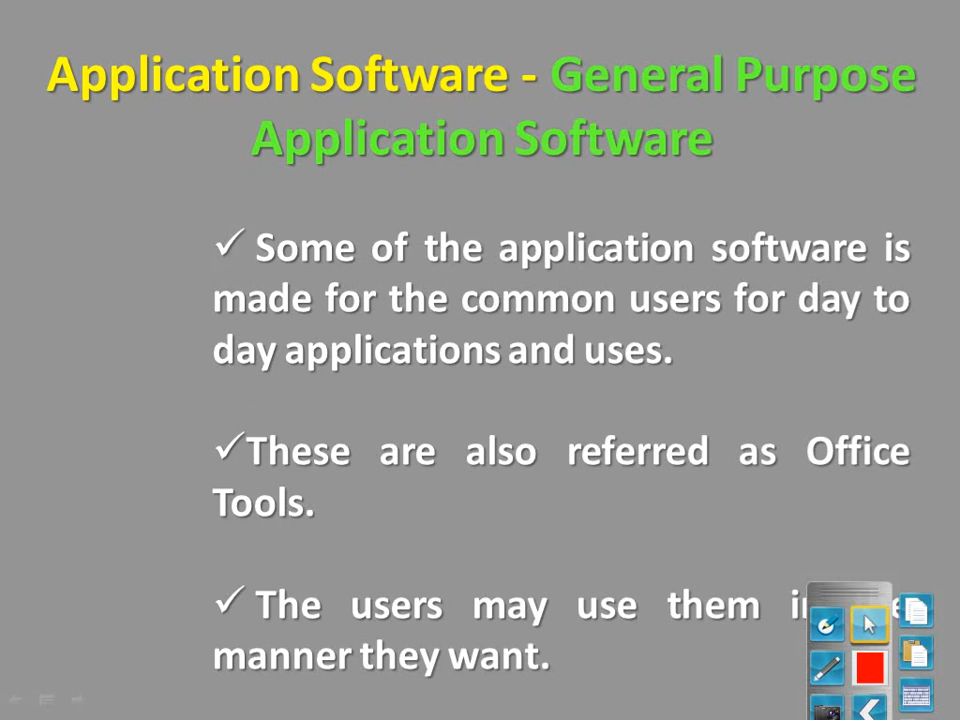 Application Software - General Purpose
Application Software
✓ Some of the application software is
made for the common users for day to
day applications and uses.
✓These are also referred as Office
Tools.
✓ The users may use them
manner they want.